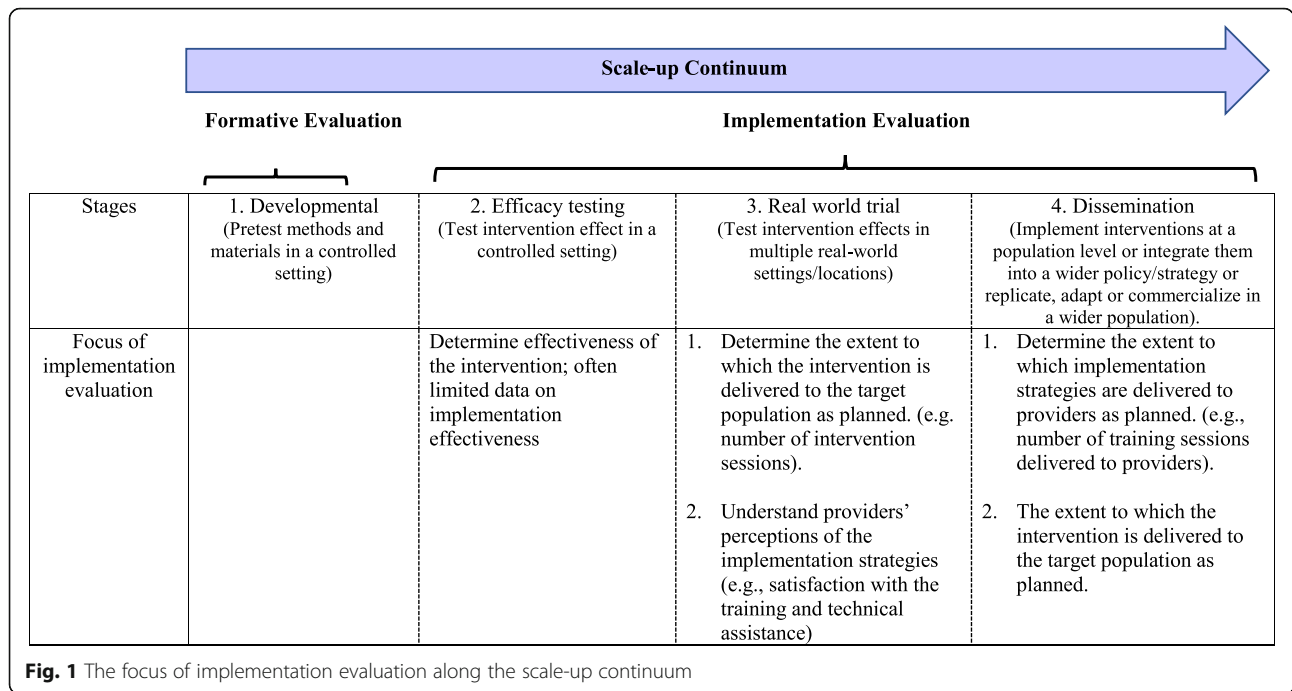 Scale-up Continuum
Formative Evaluation
Implementation Evaluation
Stages
1. Developmental
(Pretest methods and
materials in a controlled
setting)
2. Efficacy testing
(Test intervention effect in a
controlled setting)
3. Real world trial
(Test intervention effects in
multiple real-world
settings/locations)
4. Dissemination
(Implement interventions at a
population level or integrate them
into a wider policy/strategy or
replicate, adapt or commercialize in
a wider population).
Focus of
implementation
evaluation
Determine effectiveness of
the intervention; often
limited data on
implementation
effectiveness
1. Determine the extent to
which the intervention is
delivered to the target
population as planned. (e.g.
number of intervention
sessions).
2. Understand providers'
perceptions of the
implementation strategies
(e.g., satisfaction with the
training and technical
assistance)
1. Determine the extent to
which implementation
strategies are delivered to
providers as planned. (e.g.,
number of training sessions
delivered to providers).
2. The extent to which the
intervention is delivered to
the target population as
planned.
Fig. 1 The focus of implementation evaluation along the scale-up continuum